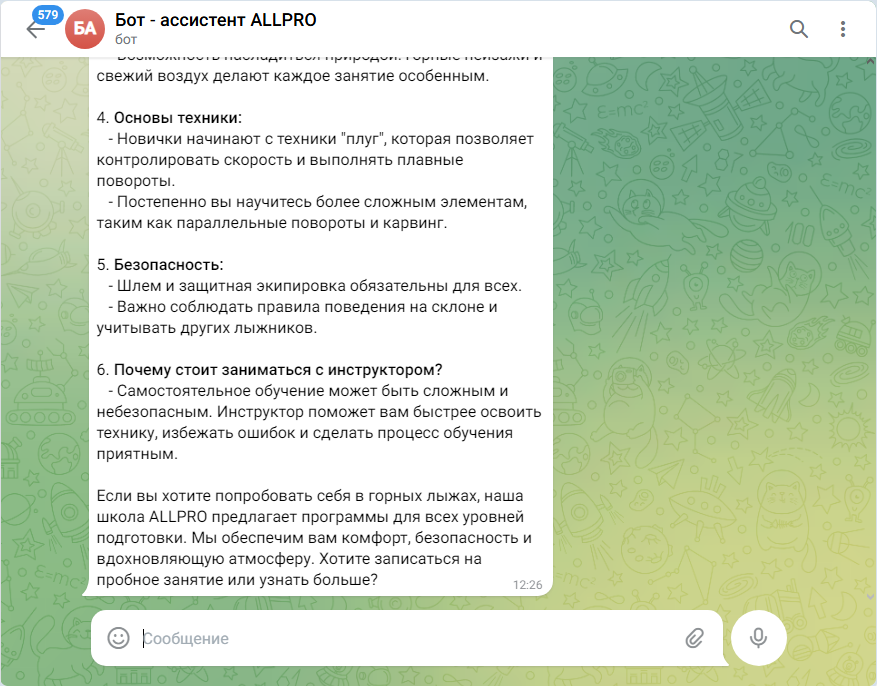 579
БА
Бот - ассистент ALLPRO
бот
- Возможность насладиться природой. Горные пейзажи и
свежий воздух делают каждое занятие особенным.
4. Основы техники:
- Новички начинают с техники "плуг", которая позволяет
контролировать скорость и выполнять плавные
повороты.
- Постепенно вы научитесь более сложным элементам,
таким как параллельные повороты и карвинг.
5. Безопасность:
- Шлем и защитная экипировка обязательны для всех.
- Важно соблюдать правила поведения на склоне и
учитывать других лыжников.
6. Почему стоит заниматься с инструктором?
- Самостоятельное обучение может быть сложным и
небезопасным. Инструктор поможет вам быстрее освоить
технику, избежать ошибок и сделать процесс обучения
приятным.
Если вы хотите попробовать себя в горных лыжах, наша
школа ALLPRO предлагает программы для всех уровней
подготовки. Мы обеспечим вам комфорт, безопасность и
вдохновляющую атмосферу. Хотите записаться на
пробное занятие или узнать больше?
12:26
Сообщение